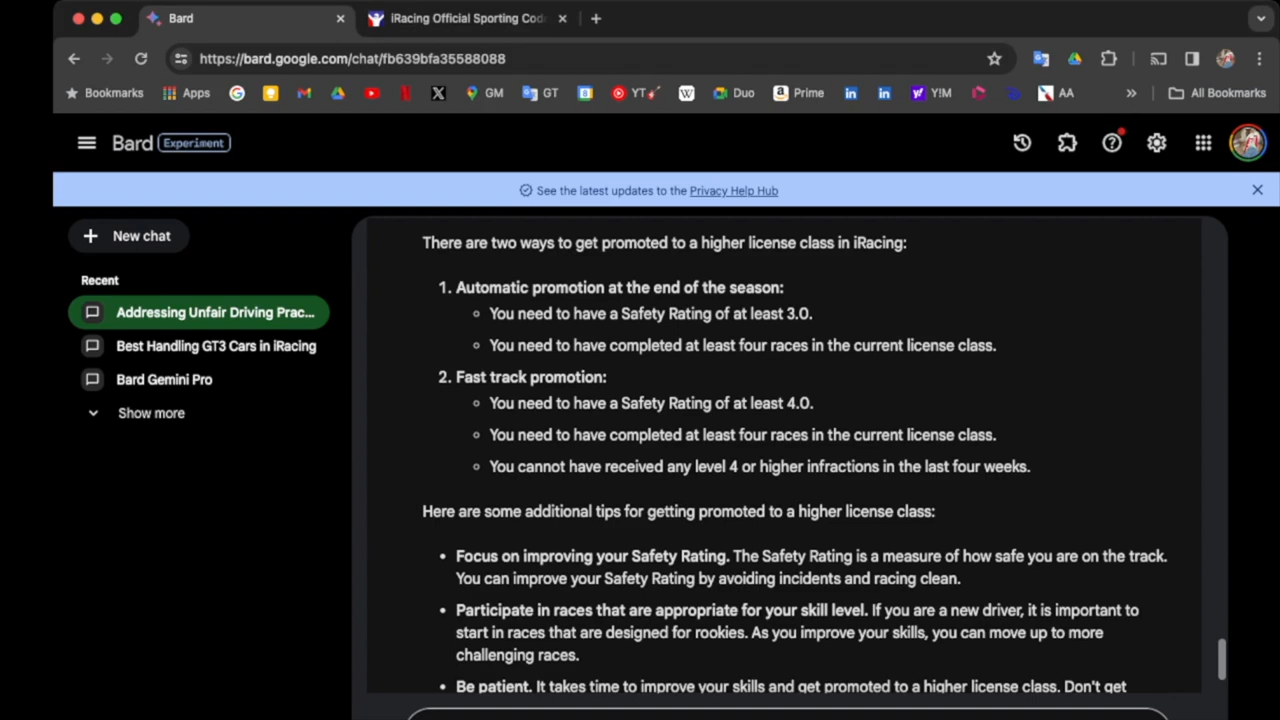 Bard
iRacing Official Sporting Cod
https://bard.google.com/chat/fb639bfa35588088
Bookmarks Apps GM GT YT Duo Prime Y!M AA » All Bookmarks
Bard Experiment
See the latest updates to the Privacy Help Hub
New chat
Recent
Addressing Unfair Driving Prac...
Best Handling GT3 Cars in iRacing
Bard Gemini Pro
Show more
There are two ways to get promoted to a higher license class in iRacing:
1. Automatic promotion at the end of the season:
You need to have a Safety Rating of at least 3.0.
You need to have completed at least four races in the current license class.
2. Fast track promotion:
You need to have a Safety Rating of at least 4.0.
You need to have completed at least four races in the current license class.
You cannot have received any level 4 or higher infractions in the last four weeks.
Here are some additional tips for getting promoted to a higher license class:
• Focus on improving your Safety Rating. The Safety Rating is a measure of how safe you are on the track.
You can improve your Safety Rating by avoiding incidents and racing clean.
• Participate in races that are appropriate for your skill level. If you are a new driver, it is important to
start in races that are designed for rookies. As you improve your skills, you can move up to more
challenging races.
• Be patient. It takes time to improve your skills and get promoted to a higher license class. Don't get